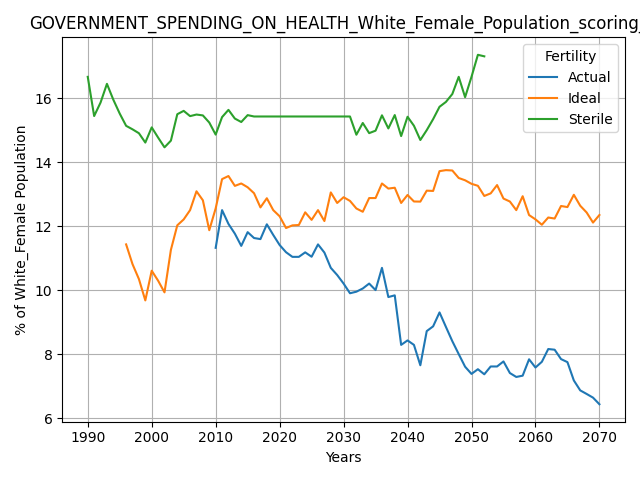 GOVERNMENT_SPENDING_ON_HEALTH_White_Female_Population_scoring_
Fertility
Actual
Ideal
Sterile
% of White_Female Population
16
14
12
10
8
6
1990 2000 2010 2020 2030 2040 2050 2060 2070
Years